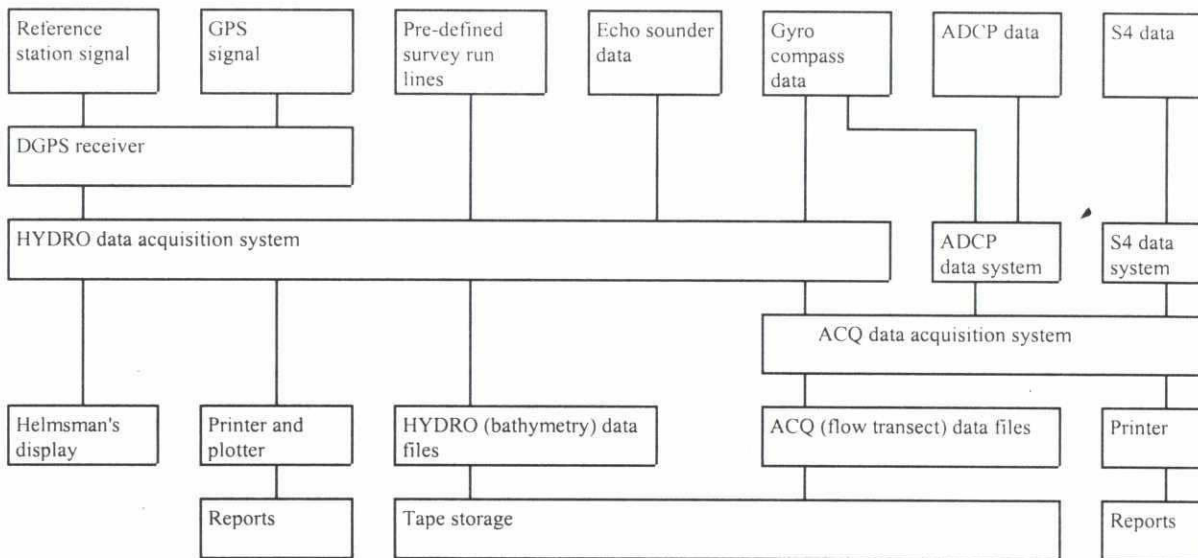 Reference
station signal
GPS
signal
Pre-defined
survey run
lines
Echo sounder
data
Gyro
compass
data
ADCP data
S4 data
DGPS receiver
HYDRO data acquisition system
ADCP
data system
S4 data
system
ACQ data acquisition system
Helmsman's
display
Printer and
plotter
HYDRO (bathymetry) data
files
ACQ (flow transect) data files
Printer
Reports
Tape storage
Reports